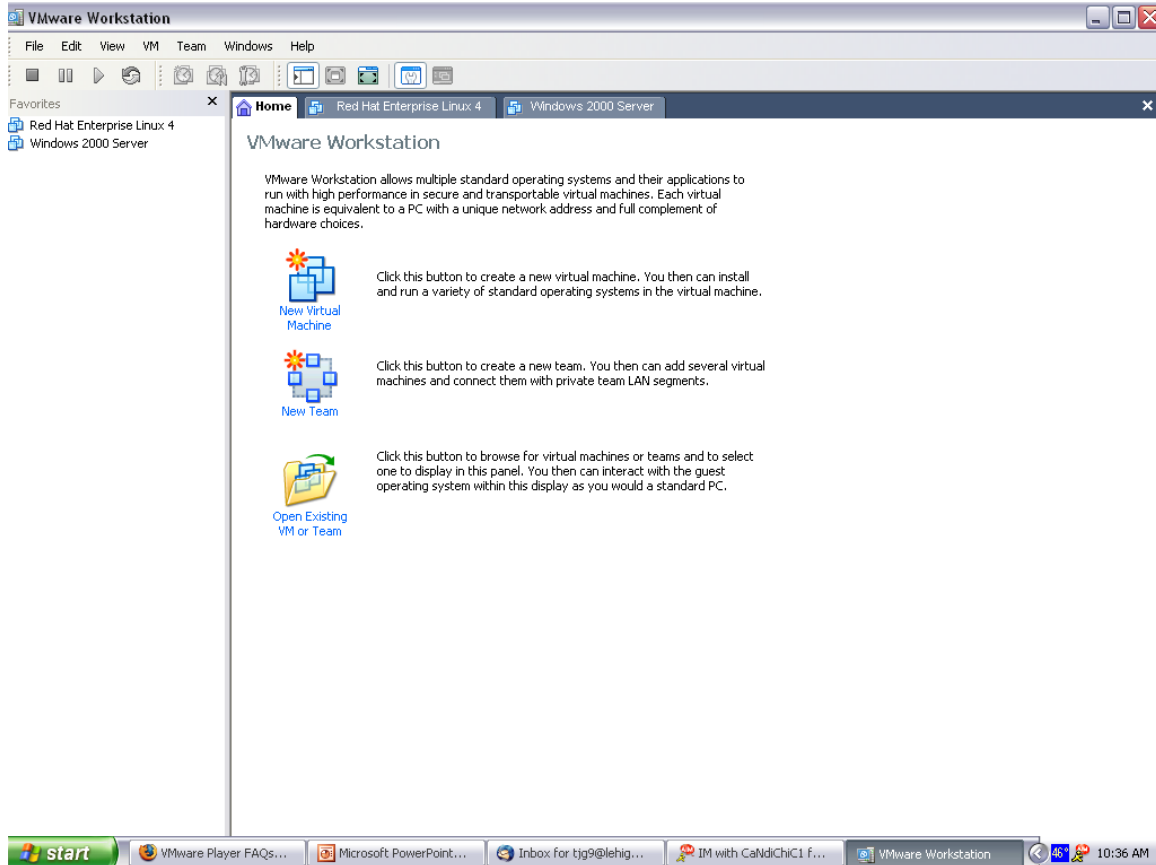 VMware Workstation
File Edit View VM Team Windows Help
Favorites
Home Red Hat Enterprise Linux 4 Windows 2000 Server
Red Hat Enterprise Linux 4
Windows 2000 Server
VMware Workstation
VMware Workstation allows multiple standard operating systems and their applications to
run with high performance in secure and transportable virtual machines. Each virtual
machine is equivalent to a PC with a unique network address and full complement of
hardware choices.
New Virtual
Machine
Click this button to create a new virtual machine. You then can install
and run a variety of standard operating systems in the virtual machine.
New Team
Click this button to create a new team. You then can add several virtual
machines and connect them with private team LAN segments.
Open Existing
VM or Team
Click this button to browse for virtual machines or teams and to select
one to display in this panel. You then can interact with the guest
operating system within this display as you would a standard PC.
start VMware Player FAQs... Microsoft PowerPoint... Inbox for tjg9@lehig... IM with CaNdiChiC1 f... VMware Workstation 46° 10:36 AM